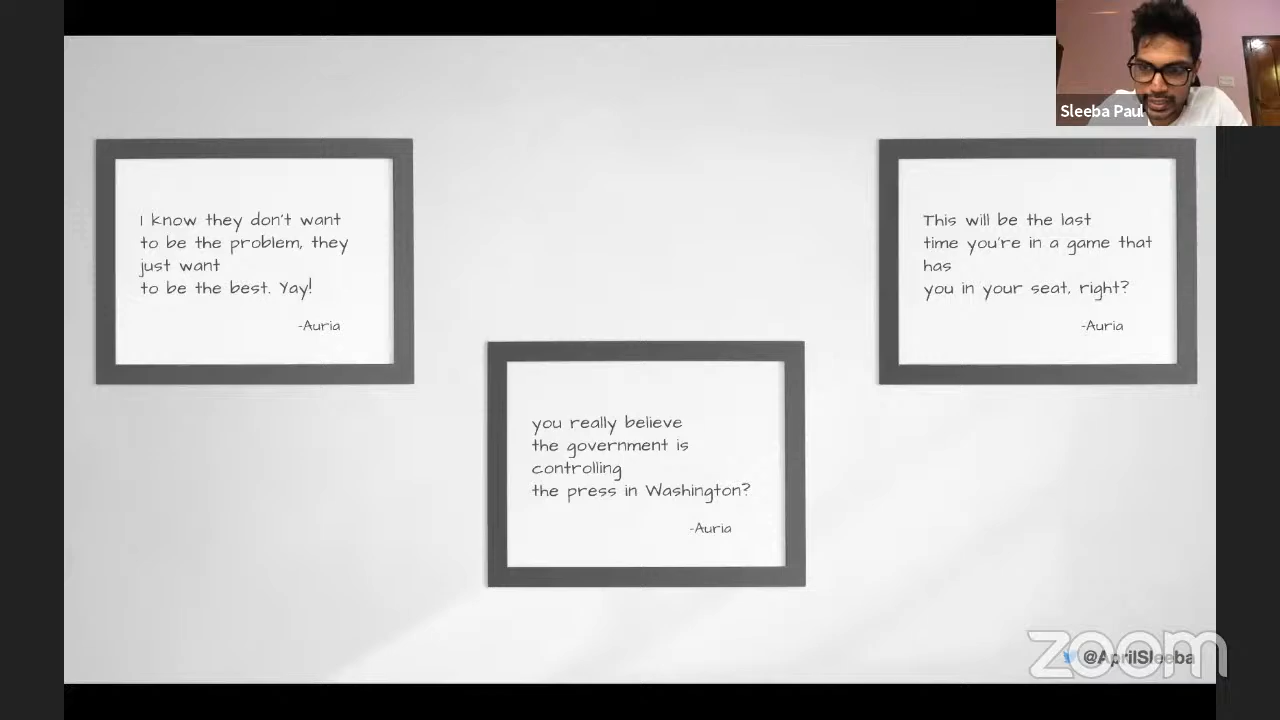 Sleeba Paul
I know they don't want
to be the problem, they
just want
to be the best. Yay!
-Auria
This will be the last
time you're in a game that
has
you in your seat, right?
-Auria
you really believe
the government is
controlling
the press in Washington?
-Auria
zoom
@AprilSleeba